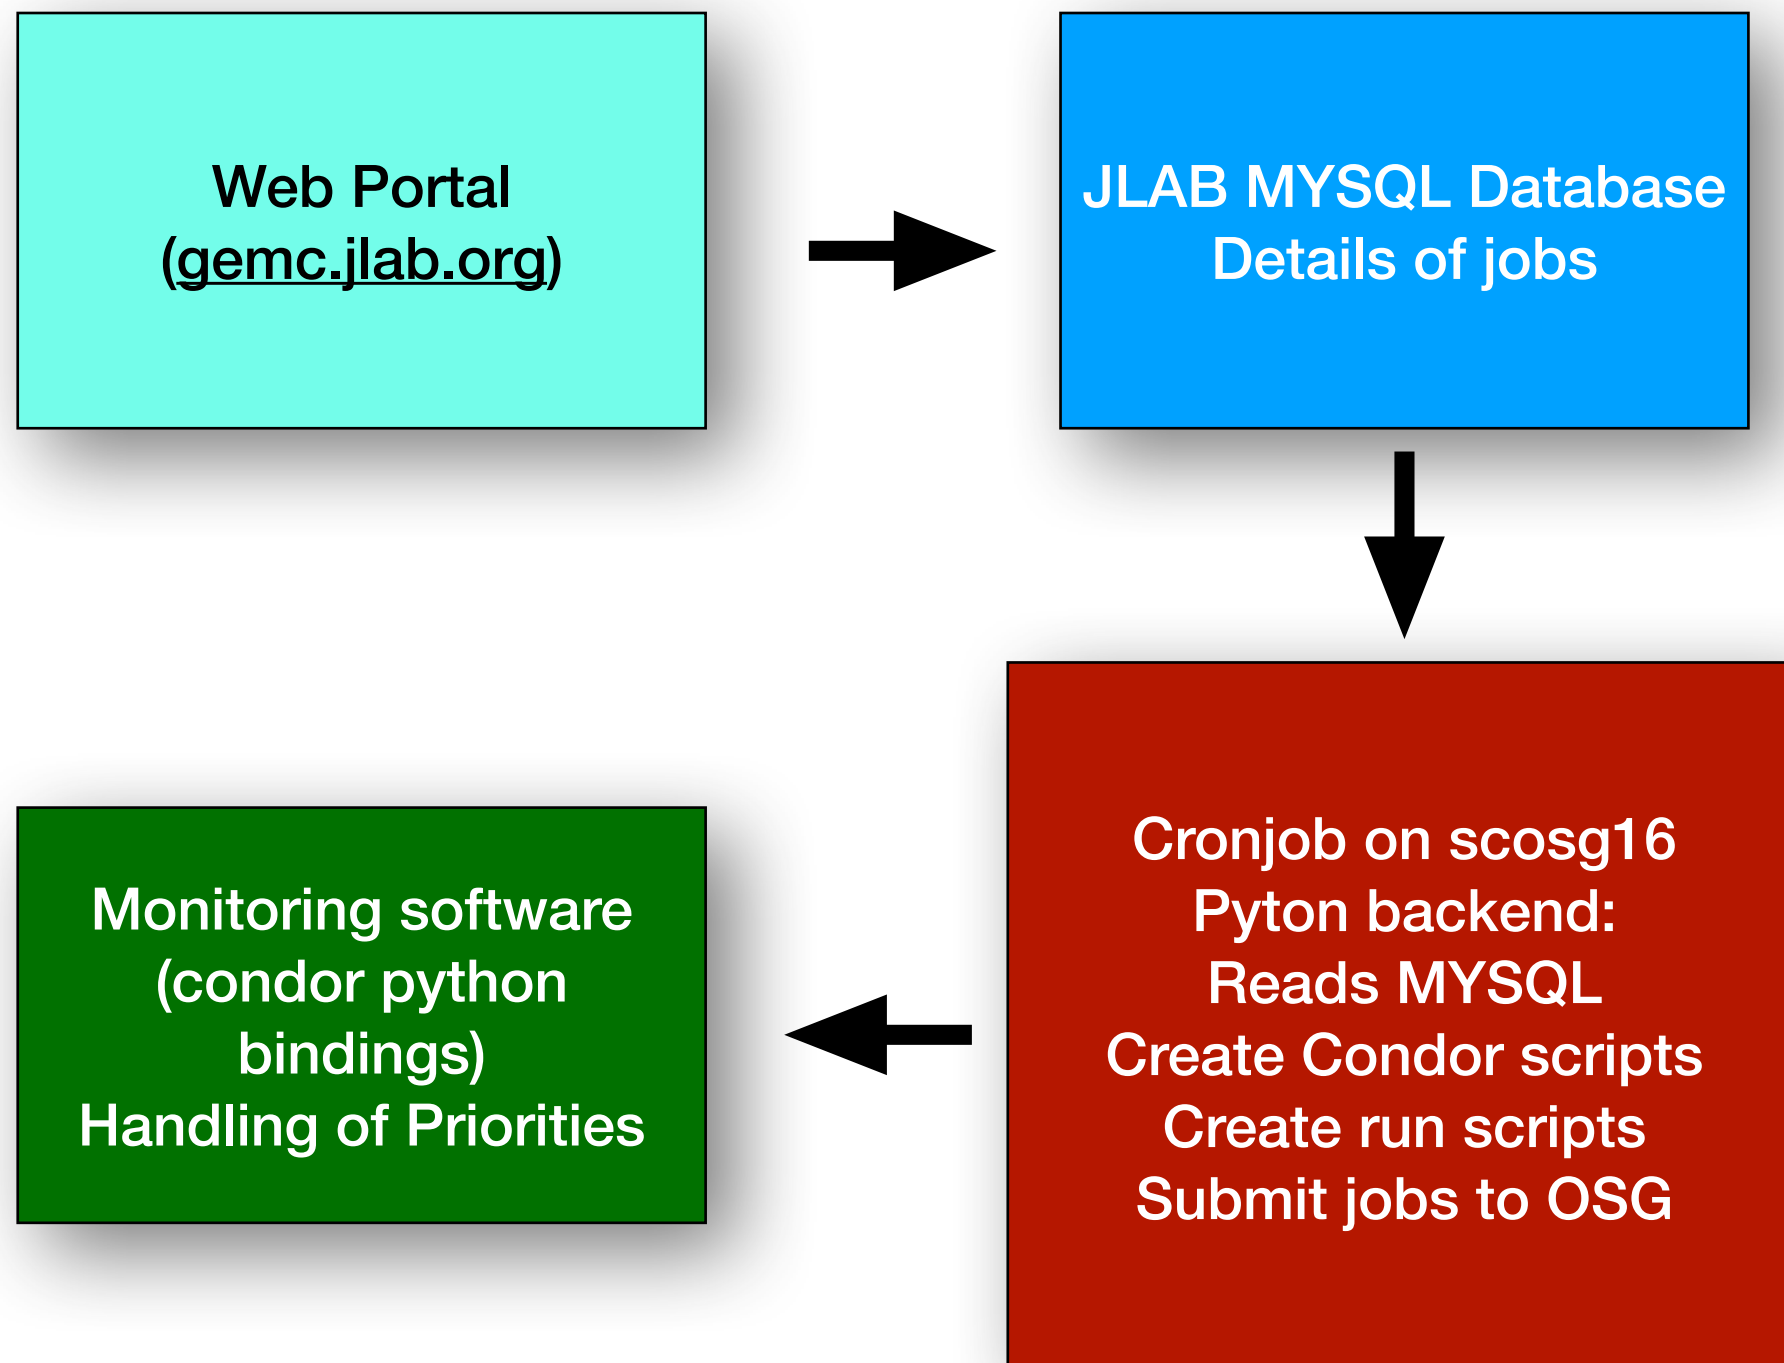 Web Portal
(gemc.jlab.org)
JLAB MYSQL Database
Details of jobs
Cronjob on scosg16
Pyton backend:
Reads MYSQL
Create Condor scripts
Create run scripts
Submit jobs to OSG
Monitoring software
(condor python
bindings)
Handling of Priorities